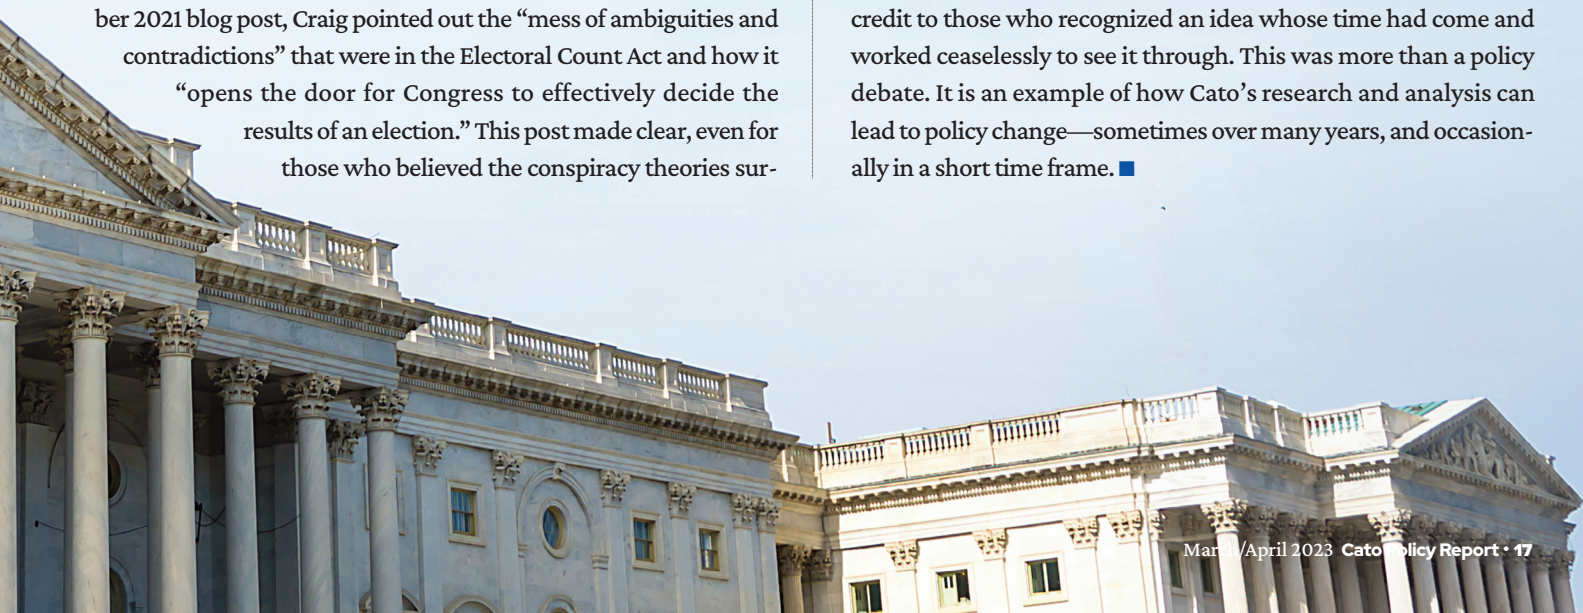 ber 2021 blog post, Craig pointed out the “mess of ambiguities and
contradictions” that were in the Electoral Count Act and how it
“opens the door for Congress to effectively decide the
results of an election.” This post made clear, even for
those who believed the conspiracy theories sur-
credit to those who recognized an idea whose time had come and
worked ceaselessly to see it through. This was more than a policy
debate. It is an example of how Cato’s research and analysis can
lead to policy change—sometimes over many years, and occasion-
ally in a short time frame. ■
March/April 2023 Cato Policy Report • 17